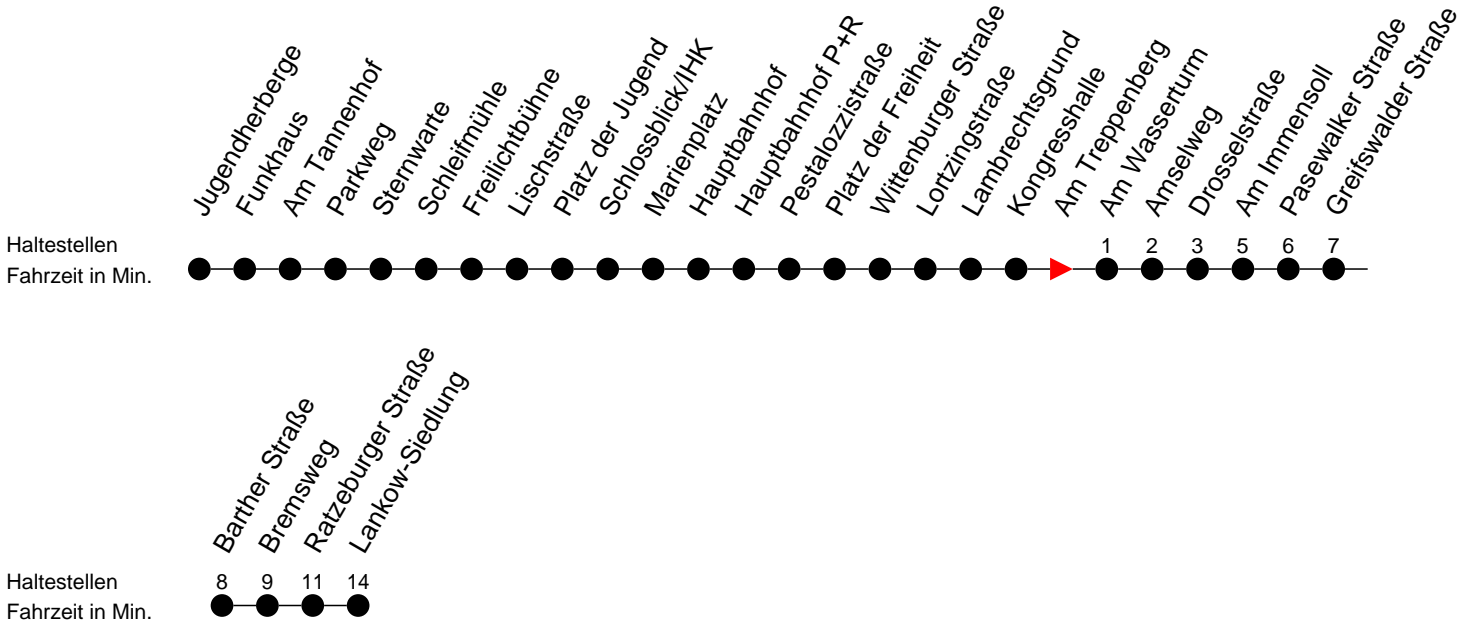 Jugendherberge
Funkhaus
Am Tannenhof
Parkweg
Sternwarte
Schleifmühle
Freilichtbühne
Lischstraße
Platz der Jugend
Schlossblick/IHK
Marienplatz
Hauptbahnhof
Hauptbahnhof P+R
Pestalozzistraße
Platz der Freiheit
Wittenburger Straße
Lortzingstraße
Lambrechtsgrund
Kongresshalle
Am Treppenberg
Am Wasserturm
Amselweg
Drosselstraße
Am Immensoll
Pasewalker Straße
Greifswalder Straße
Haltestellen 1 2 3 5 6 7
Fahrzeit in Min.
Barther Straße
Bremsweg
Ratzeburger Straße
Lankow-Siedlung
Haltestellen 8 9 11 14
Fahrzeit in Min.